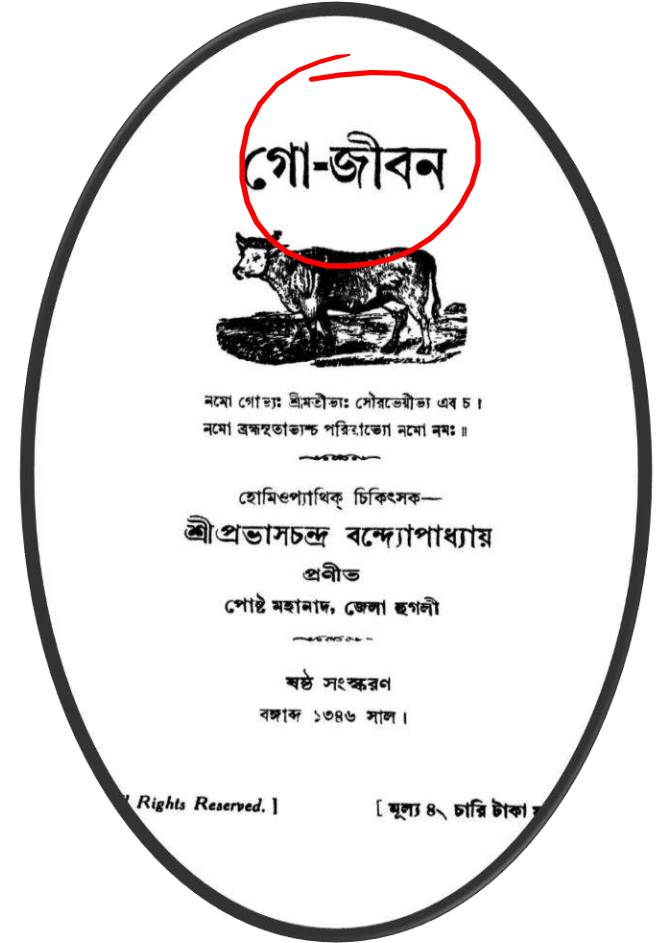 গো-জীবন
নমো গোভ্যঃ শ্রীমতীভ্যঃ সৌরভেয়ীভ্য এব চ।
নমো ব্রহ্মসুতাভ্যশ্চ পবিত্রাভ্যো নমো নমঃ॥
হোমিওপ্যাথিক্ চিকিৎসক—
শ্রীপ্রভাসচন্দ্র বন্দ্যোপাধ্যায়
প্রণীত
পোষ্ট মহানাদ, জেলা হুগলী
ষষ্ঠ সংস্করণ
বঙ্গাব্দ ১৩৪৬ সাল।
Rights Reserved. ]
[ মূল্য ৪৲ চারি টাকা